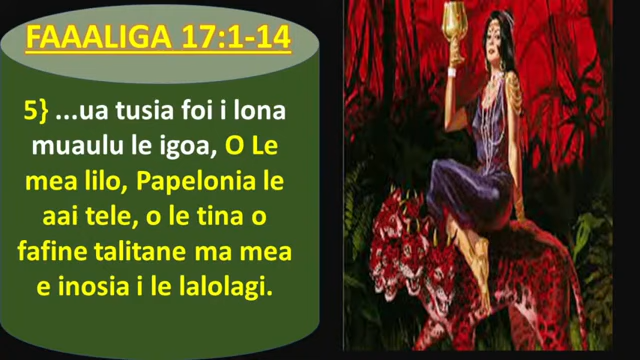 FAAALIGA 17:1-14
5} ...ua tusia foi i lona
muaulu le igoa, O Le
mea lilo, Papelonia le
aai tele, o le tina o
fafine talitane ma mea
e inosia i le lalolagi.